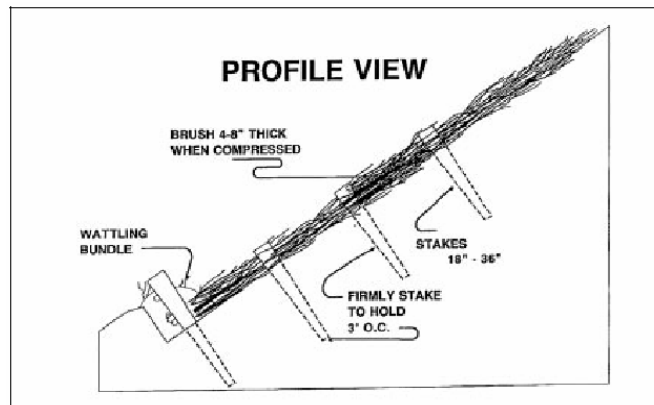 PROFILE VIEW
BRUSH 4-8" THICK
WHEN COMPRESSED
WATTLING
BUNDLE
STAKES
18" - 36"
FIRMLY STAKE
TO HOLD
3' O.C.